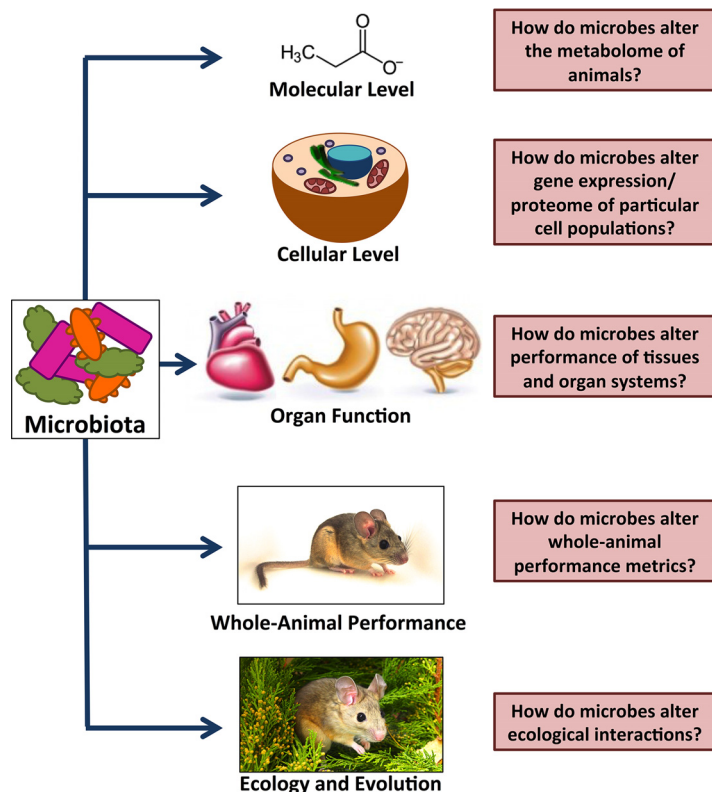 H₃C
O
O⁻
Molecular Level
How do microbes alter
the metabolome of
animals?
Cellular Level
How do microbes alter
gene expression/
proteome of particular
cell populations?
Microbiota
Organ Function
How do microbes alter
performance of tissues
and organ systems?
Whole-Animal Performance
How do microbes alter
whole-animal
performance metrics?
Ecology and Evolution
How do microbes alter
ecological interactions?